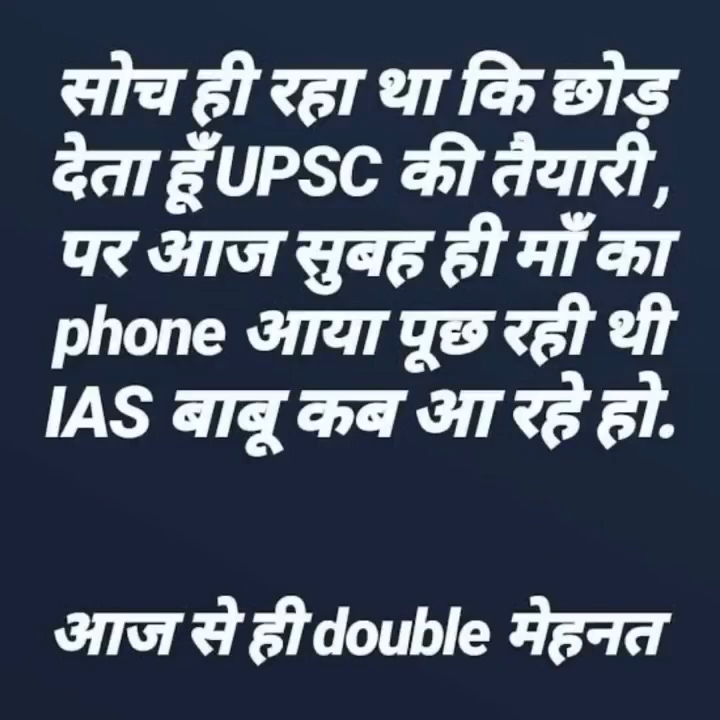 सोच ही रहा था कि छोड़
देता हूँ UPSC की तैयारी,
पर आज सुबह ही माँ का
phone आया पूछ रही थी
IAS बाबू कब आ रहे हो.
आज से ही double मेहनत